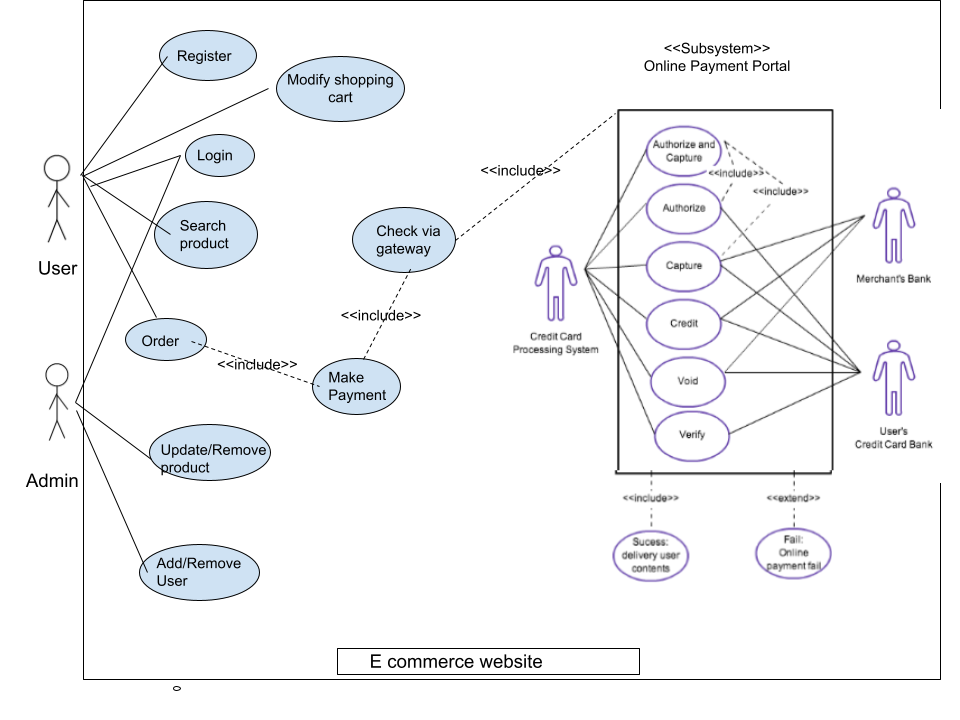 <<Subsystem>>
Online Payment Portal
Register
Modify shopping
cart
Login
Search
product
User
Check via
gateway
<<include>>
<<include>>
Order
<<include>>
Make
Payment
Admin
Update/Remove
product
Add/Remove
User
Authorize and
Capture
<<include>>
<<include>>
Authorize
Capture
Credit
Void
Verify
Credit Card
Processing System
Merchant's Bank
User's
Credit Card Bank
<<include>>
<<extend>>
Sucess:
delivery user
contents
Fail:
Online
payment fail
E commerce website
0